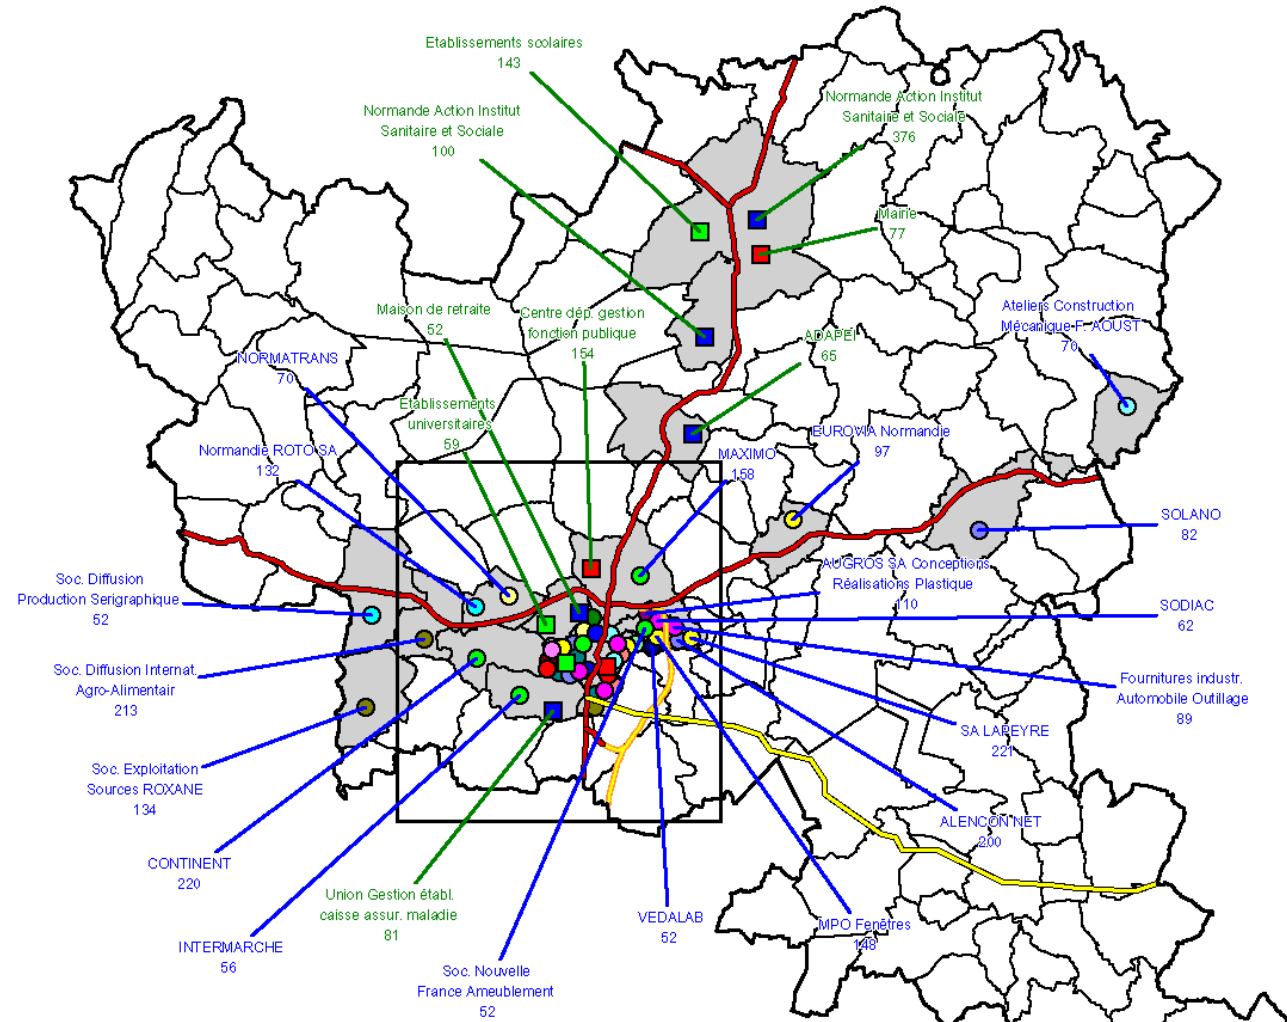 Etablissements scolaires
143
Normande Action Institut
Sanitaire et Sociale
376
Normande Action Institut
Sanitaire et Sociale
100
Mairie
77
Ateliers Construction
Mécanique F. AOUST
70
Maison de retraite
52
Centre dép. gestion
fonction publique
154
ADAPEI
65
NORMATRANS
70
Etablissements
universitaires
59
EUROVIA Normandie
97
Normandie ROTO SA
132
MAXIMO
158
SOLANO
82
AUGROS SA Conceptions
Réalisations Plastique
110
Soc. Diffusion
Production Serigraphique
52
SODIAC
62
Soc. Diffusion Internat.
Agro-Alimentair
213
Fournitures industr.
Automobile Outillage
89
SA LAPEYRE
221
Soc. Exploitation
Sources ROXANE
134
ALENCON NET
200
CONTINENT
220
Union Gestion établ.
caisse assur. maladie
81
VEDALAB
52
MPO Fenêtres
148
INTERMARCHE
56
Soc. Nouvelle
France Ameublement
52